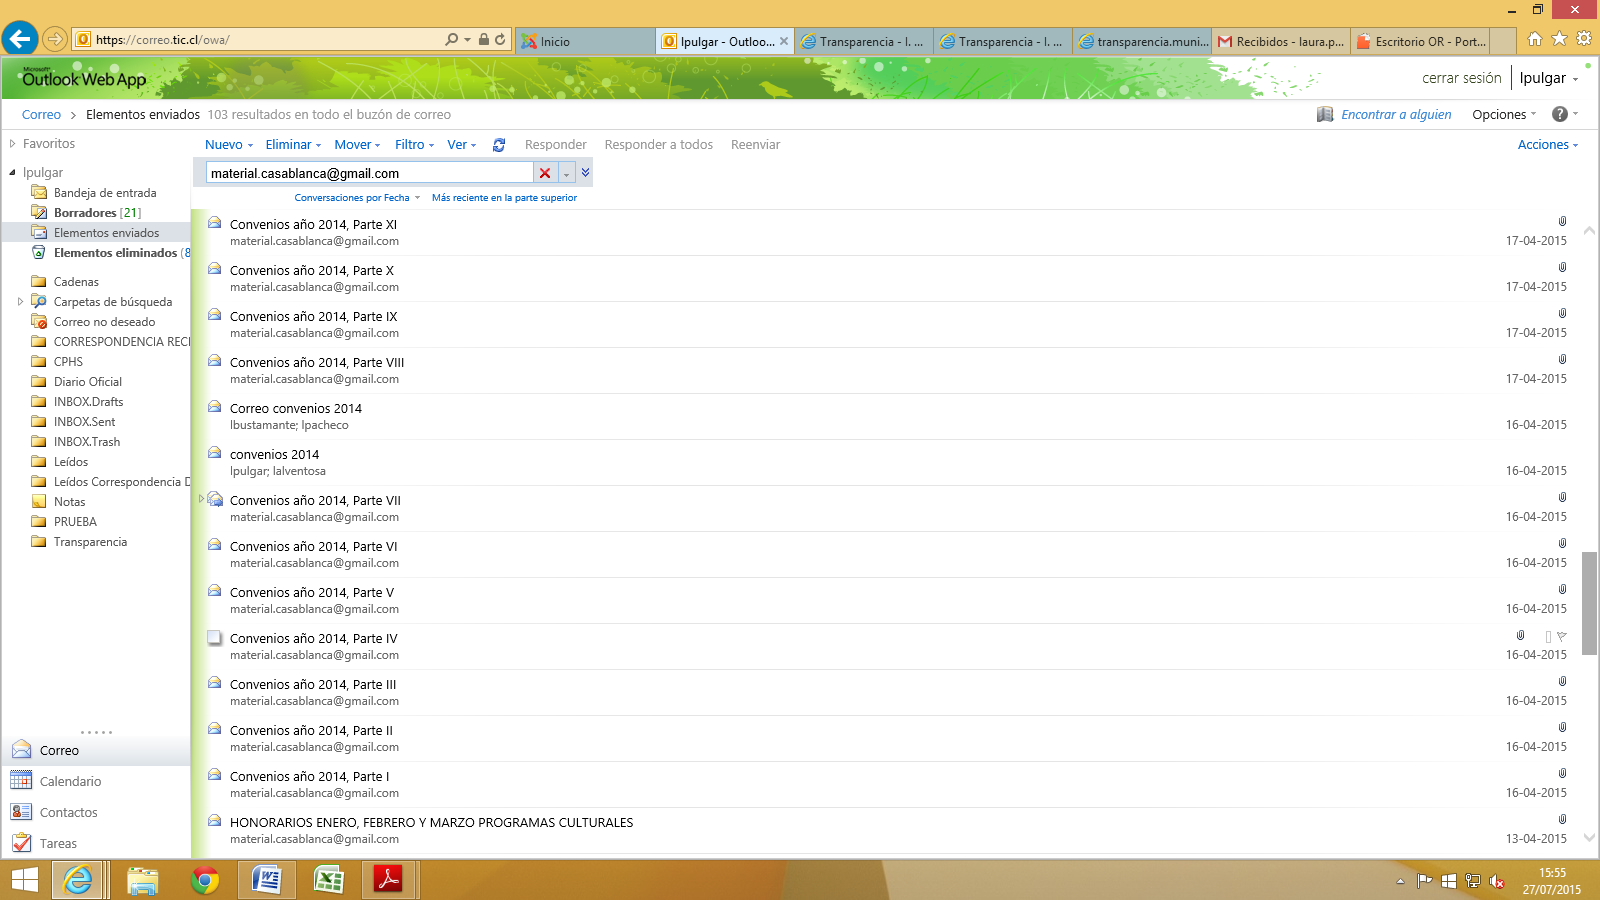 https://correo.tic.cl/owa/
Inicio
lpulgar - Outloo...
Transparencia - I. ...
Transparencia - I. ...
transparencia.muni...
Recibidos - laura.p...
Escritorio OR - Port...
Microsoft
Outlook Web App
cerrar sesión
lpulgar
Correo > Elementos enviados 103 resultados en todo el buzón de correo
Encontrar a alguien
Opciones
Favoritos
Nuevo Eliminar Mover Filtro Ver Responder Responder a todos Reenviar
Acciones
material.casablanca@gmail.com
Conversaciones por Fecha Más reciente en la parte superior
lpulgar
Bandeja de entrada
Borradores [21]
Elementos enviados
Elementos eliminados (8
Cadenas
Carpetas de búsqueda
Correo no deseado
CORRESPONDENCIA RECI
CPHS
Diario Oficial
INBOX.Drafts
INBOX.Sent
INBOX.Trash
Leídos
Leídos Correspondencia D
Notas
PRUEBA
Transparencia
Correo
Calendario
Contactos
Tareas
Convenios año 2014, Parte XI
material.casablanca@gmail.com 17-04-2015
Convenios año 2014, Parte X
material.casablanca@gmail.com 17-04-2015
Convenios año 2014, Parte IX
material.casablanca@gmail.com 17-04-2015
Convenios año 2014, Parte VIII
material.casablanca@gmail.com 17-04-2015
Correo convenios 2014
lbustamante; lpacheco 16-04-2015
convenios 2014
lpulgar; lalventosa 16-04-2015
Convenios año 2014, Parte VII
material.casablanca@gmail.com 16-04-2015
Convenios año 2014, Parte VI
material.casablanca@gmail.com 16-04-2015
Convenios año 2014, Parte V
material.casablanca@gmail.com 16-04-2015
Convenios año 2014, Parte IV
material.casablanca@gmail.com 16-04-2015
Convenios año 2014, Parte III
material.casablanca@gmail.com 16-04-2015
Convenios año 2014, Parte II
material.casablanca@gmail.com 16-04-2015
Convenios año 2014, Parte I
material.casablanca@gmail.com 16-04-2015
HONORARIOS ENERO, FEBRERO Y MARZO PROGRAMAS CULTURALES
material.casablanca@gmail.com 13-04-2015
15:55
27/07/2015